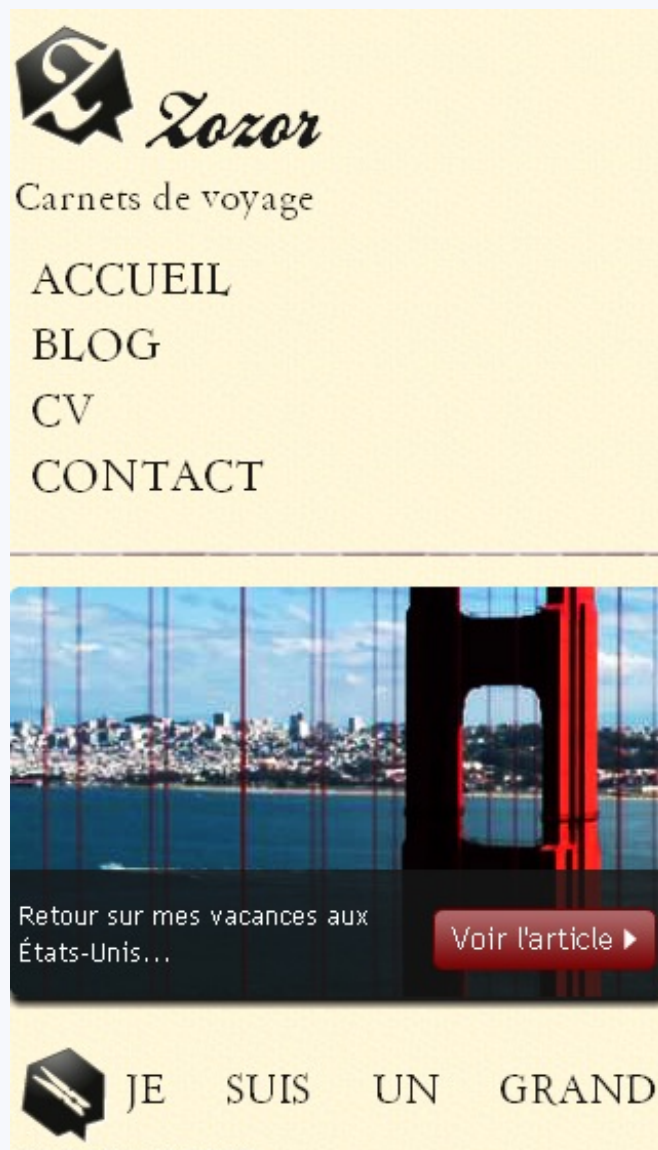 Z Zozor
Carnets de voyage
ACCUEIL
BLOG
CV
CONTACT
Retour sur mes vacances aux
États-Unis...
Voir l'article
JE SUIS UN GRAND